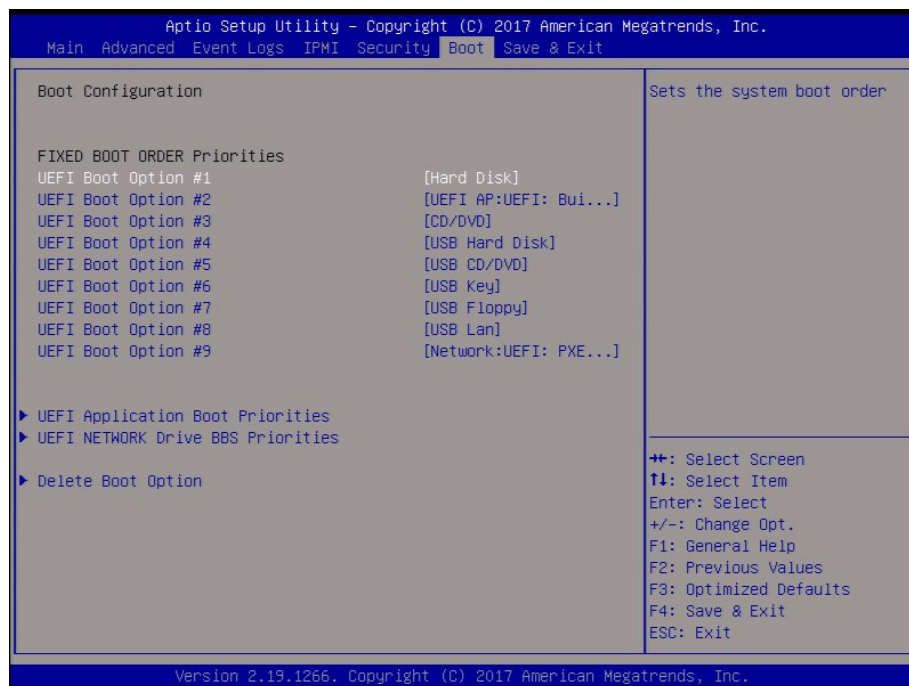 Aptio Setup Utility – Copyright (C) 2017 American Megatrends, Inc.
Main Advanced Event Logs IPMI Security Boot Save & Exit
Boot Configuration
FIXED BOOT ORDER Priorities
UEFI Boot Option #1 [Hard Disk]
UEFI Boot Option #2 [UEFI AP:UEFI: Bui...]
UEFI Boot Option #3 [CD/DVD]
UEFI Boot Option #4 [USB Hard Disk]
UEFI Boot Option #5 [USB CD/DVD]
UEFI Boot Option #6 [USB Key]
UEFI Boot Option #7 [USB Floppy]
UEFI Boot Option #8 [USB Lan]
UEFI Boot Option #9 [Network:UEFI: PXE...]
UEFI Application Boot Priorities
UEFI NETWORK Drive BBS Priorities
Delete Boot Option
Sets the system boot order
→←: Select Screen
↑↓: Select Item
Enter: Select
+/-: Change Opt.
F1: General Help
F2: Previous Values
F3: Optimized Defaults
F4: Save & Exit
ESC: Exit
Version 2.19.1266. Copyright (C) 2017 American Megatrends, Inc.